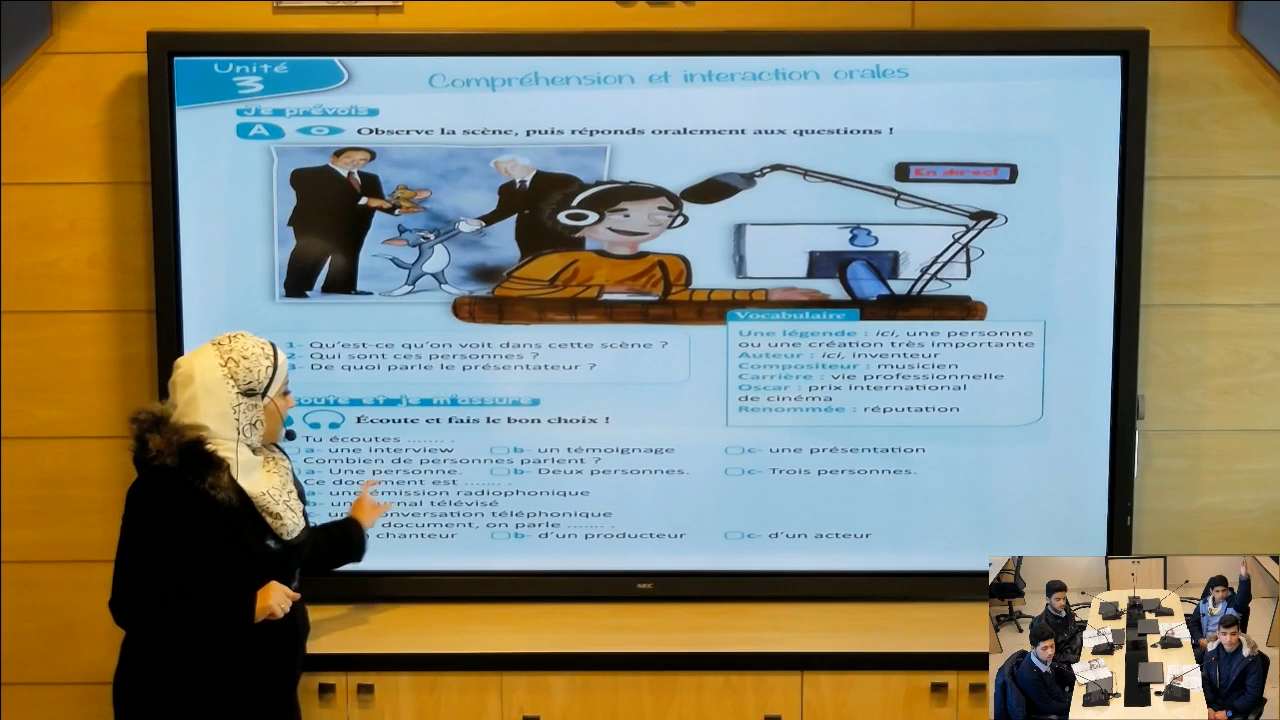 Unité
3
Compréhension et interaction orales
Je prévois
A
Observe la scène, puis réponds oralement aux questions !
En direct
1- Qu'est-ce qu'on voit dans cette scène ?
2- Qui sont ces personnes ?
3- De quoi parle le présentateur ?
Vocabulaire
Une légende : ici, une personne
ou une création très importante
Auteur : ici, inventeur
Compositeur : musicien
Carrière : vie professionnelle
Oscar : prix international
de cinéma
Renommée : réputation
et je m'assure
Écoute et fais le bon choix !
Tu écoutes ....... .
a- une interview b- un témoignage c- une présentation
Combien de personnes parlent ?
a- Une personne. b- Deux personnes. c- Trois personnes.
Ce document est ....... .
a- une émission radiophonique
b- télévisé
c- conversation téléphonique
document, on parle ....... .
chanteur b- d'un producteur c- d'un acteur
NEC